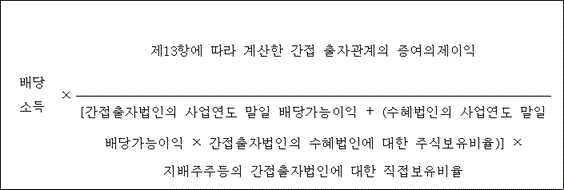 제13항에 따라 계산한 간접 출자관계의 증여의제이익
배당
소득
×
[간접출자법인의 사업연도 말일 배당가능이익 + (수혜법인의 사업연도 말일
배당가능이익 × 간접출자법인의 수혜법인에 대한 주식보유비율)] ×
지배주주등의 간접출자법인에 대한 직접보유비율